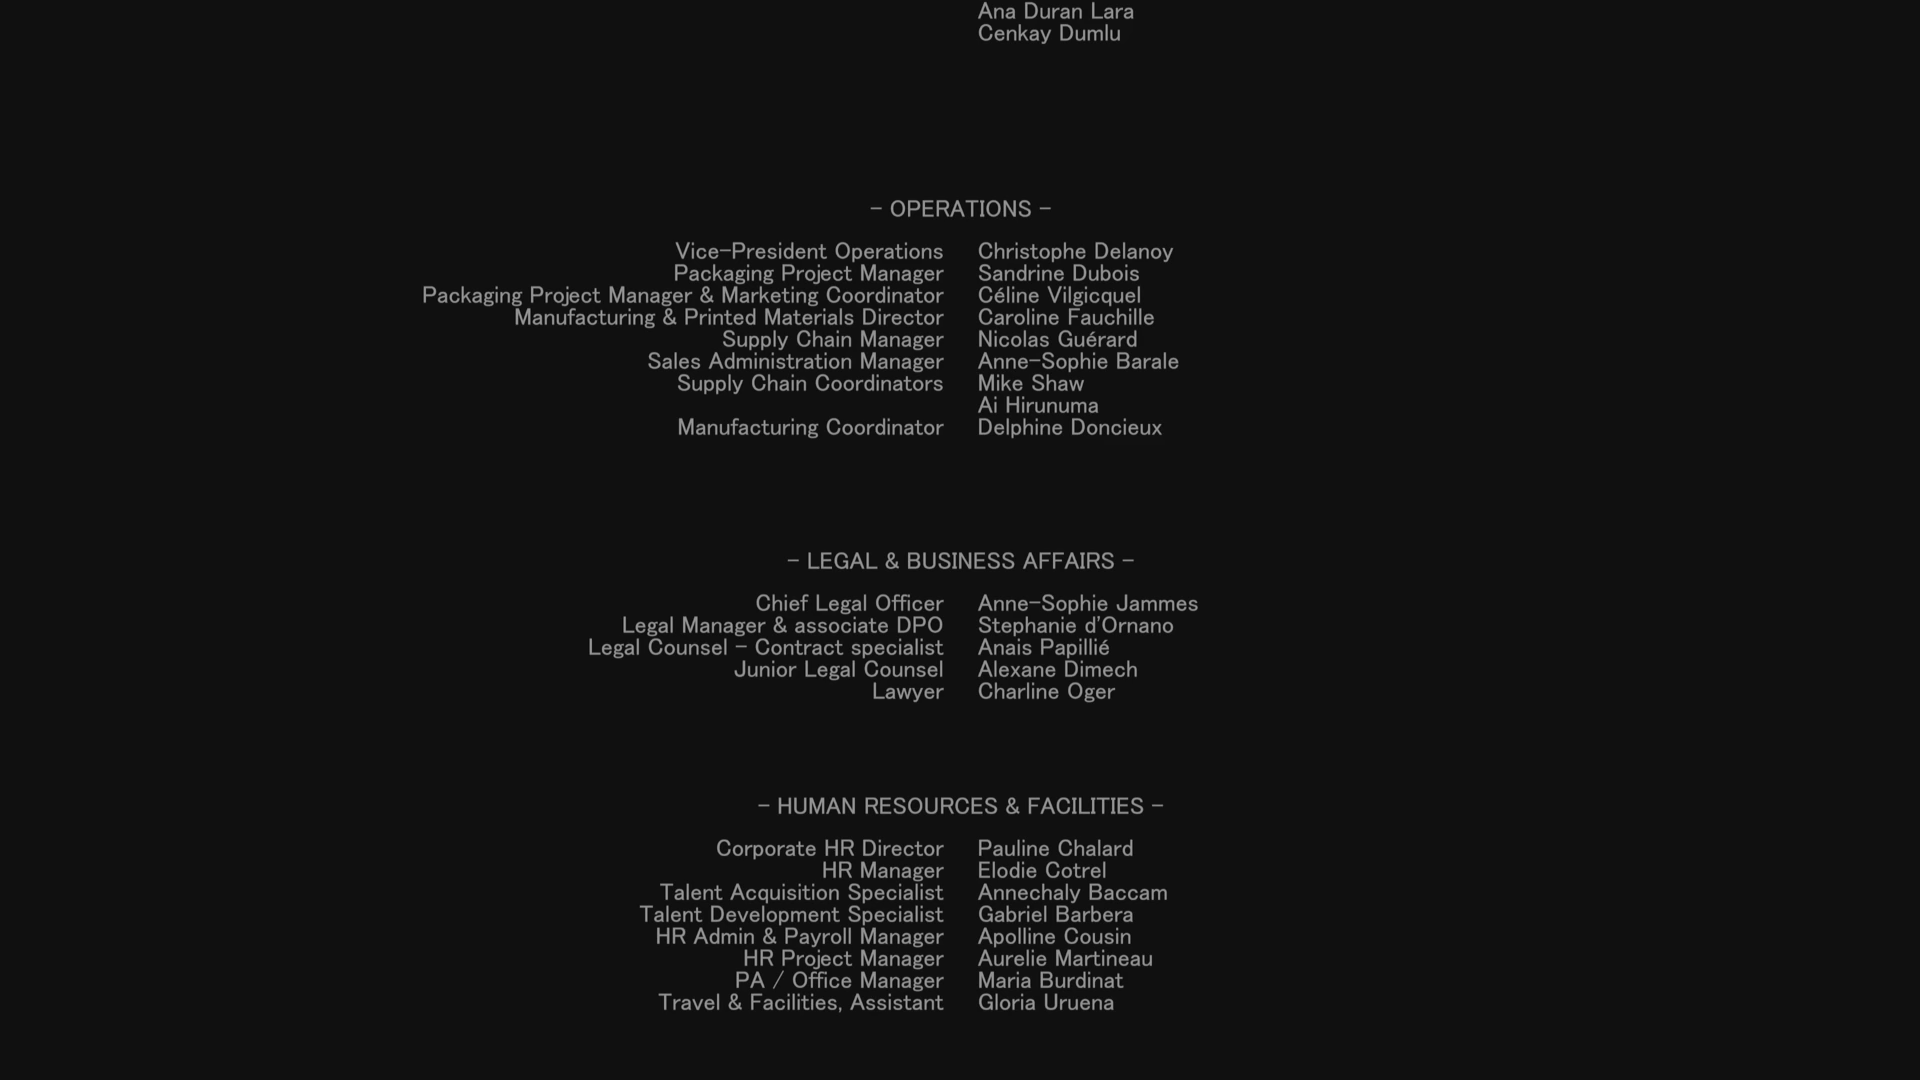 Ana Duran Lara
Cenkay Dumlu
- OPERATIONS -
Vice-President Operations Christophe Delanoy
Packaging Project Manager Sandrine Dubois
Packaging Project Manager & Marketing Coordinator Céline Vilgicquel
Manufacturing & Printed Materials Director Caroline Fauchille
Supply Chain Manager Nicolas Guérard
Sales Administration Manager Anne-Sophie Barale
Supply Chain Coordinators Mike Shaw
Ai Hirunuma
Manufacturing Coordinator Delphine Doncieux
- LEGAL & BUSINESS AFFAIRS -
Chief Legal Officer Anne-Sophie Jammes
Legal Manager & associate DPO Stephanie d'Ornano
Legal Counsel - Contract specialist Anais Papillié
Junior Legal Counsel Alexane Dimech
Lawyer Charline Oger
- HUMAN RESOURCES & FACILITIES -
Corporate HR Director Pauline Chalard
HR Manager Elodie Cotrel
Talent Acquisition Specialist Annechaly Baccam
Talent Development Specialist Gabriel Barbera
HR Admin & Payroll Manager Apolline Cousin
HR Project Manager Aurelie Martineau
PA / Office Manager Maria Burdinat
Travel & Facilities, Assistant Gloria Uruena